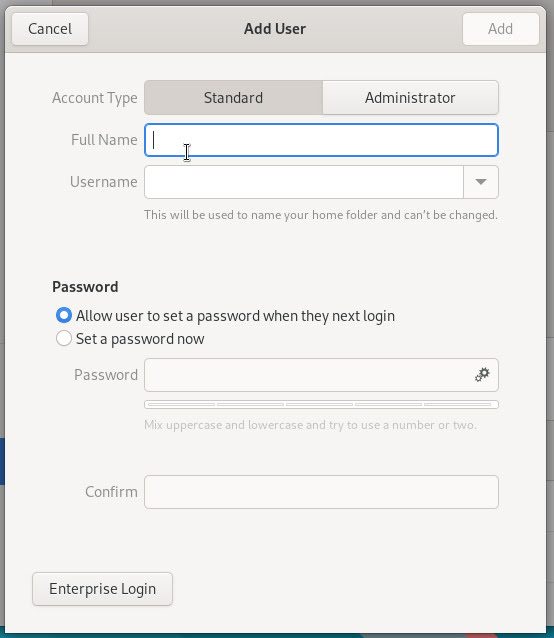 Cancel Add User Add
Account Type Standard Administrator
Full Name
Username
This will be used to name your home folder and can't be changed.
Password
Allow user to set a password when they next login
Set a password now
Password
Mix uppercase and lowercase and try to use a number or two.
Confirm
Enterprise Login